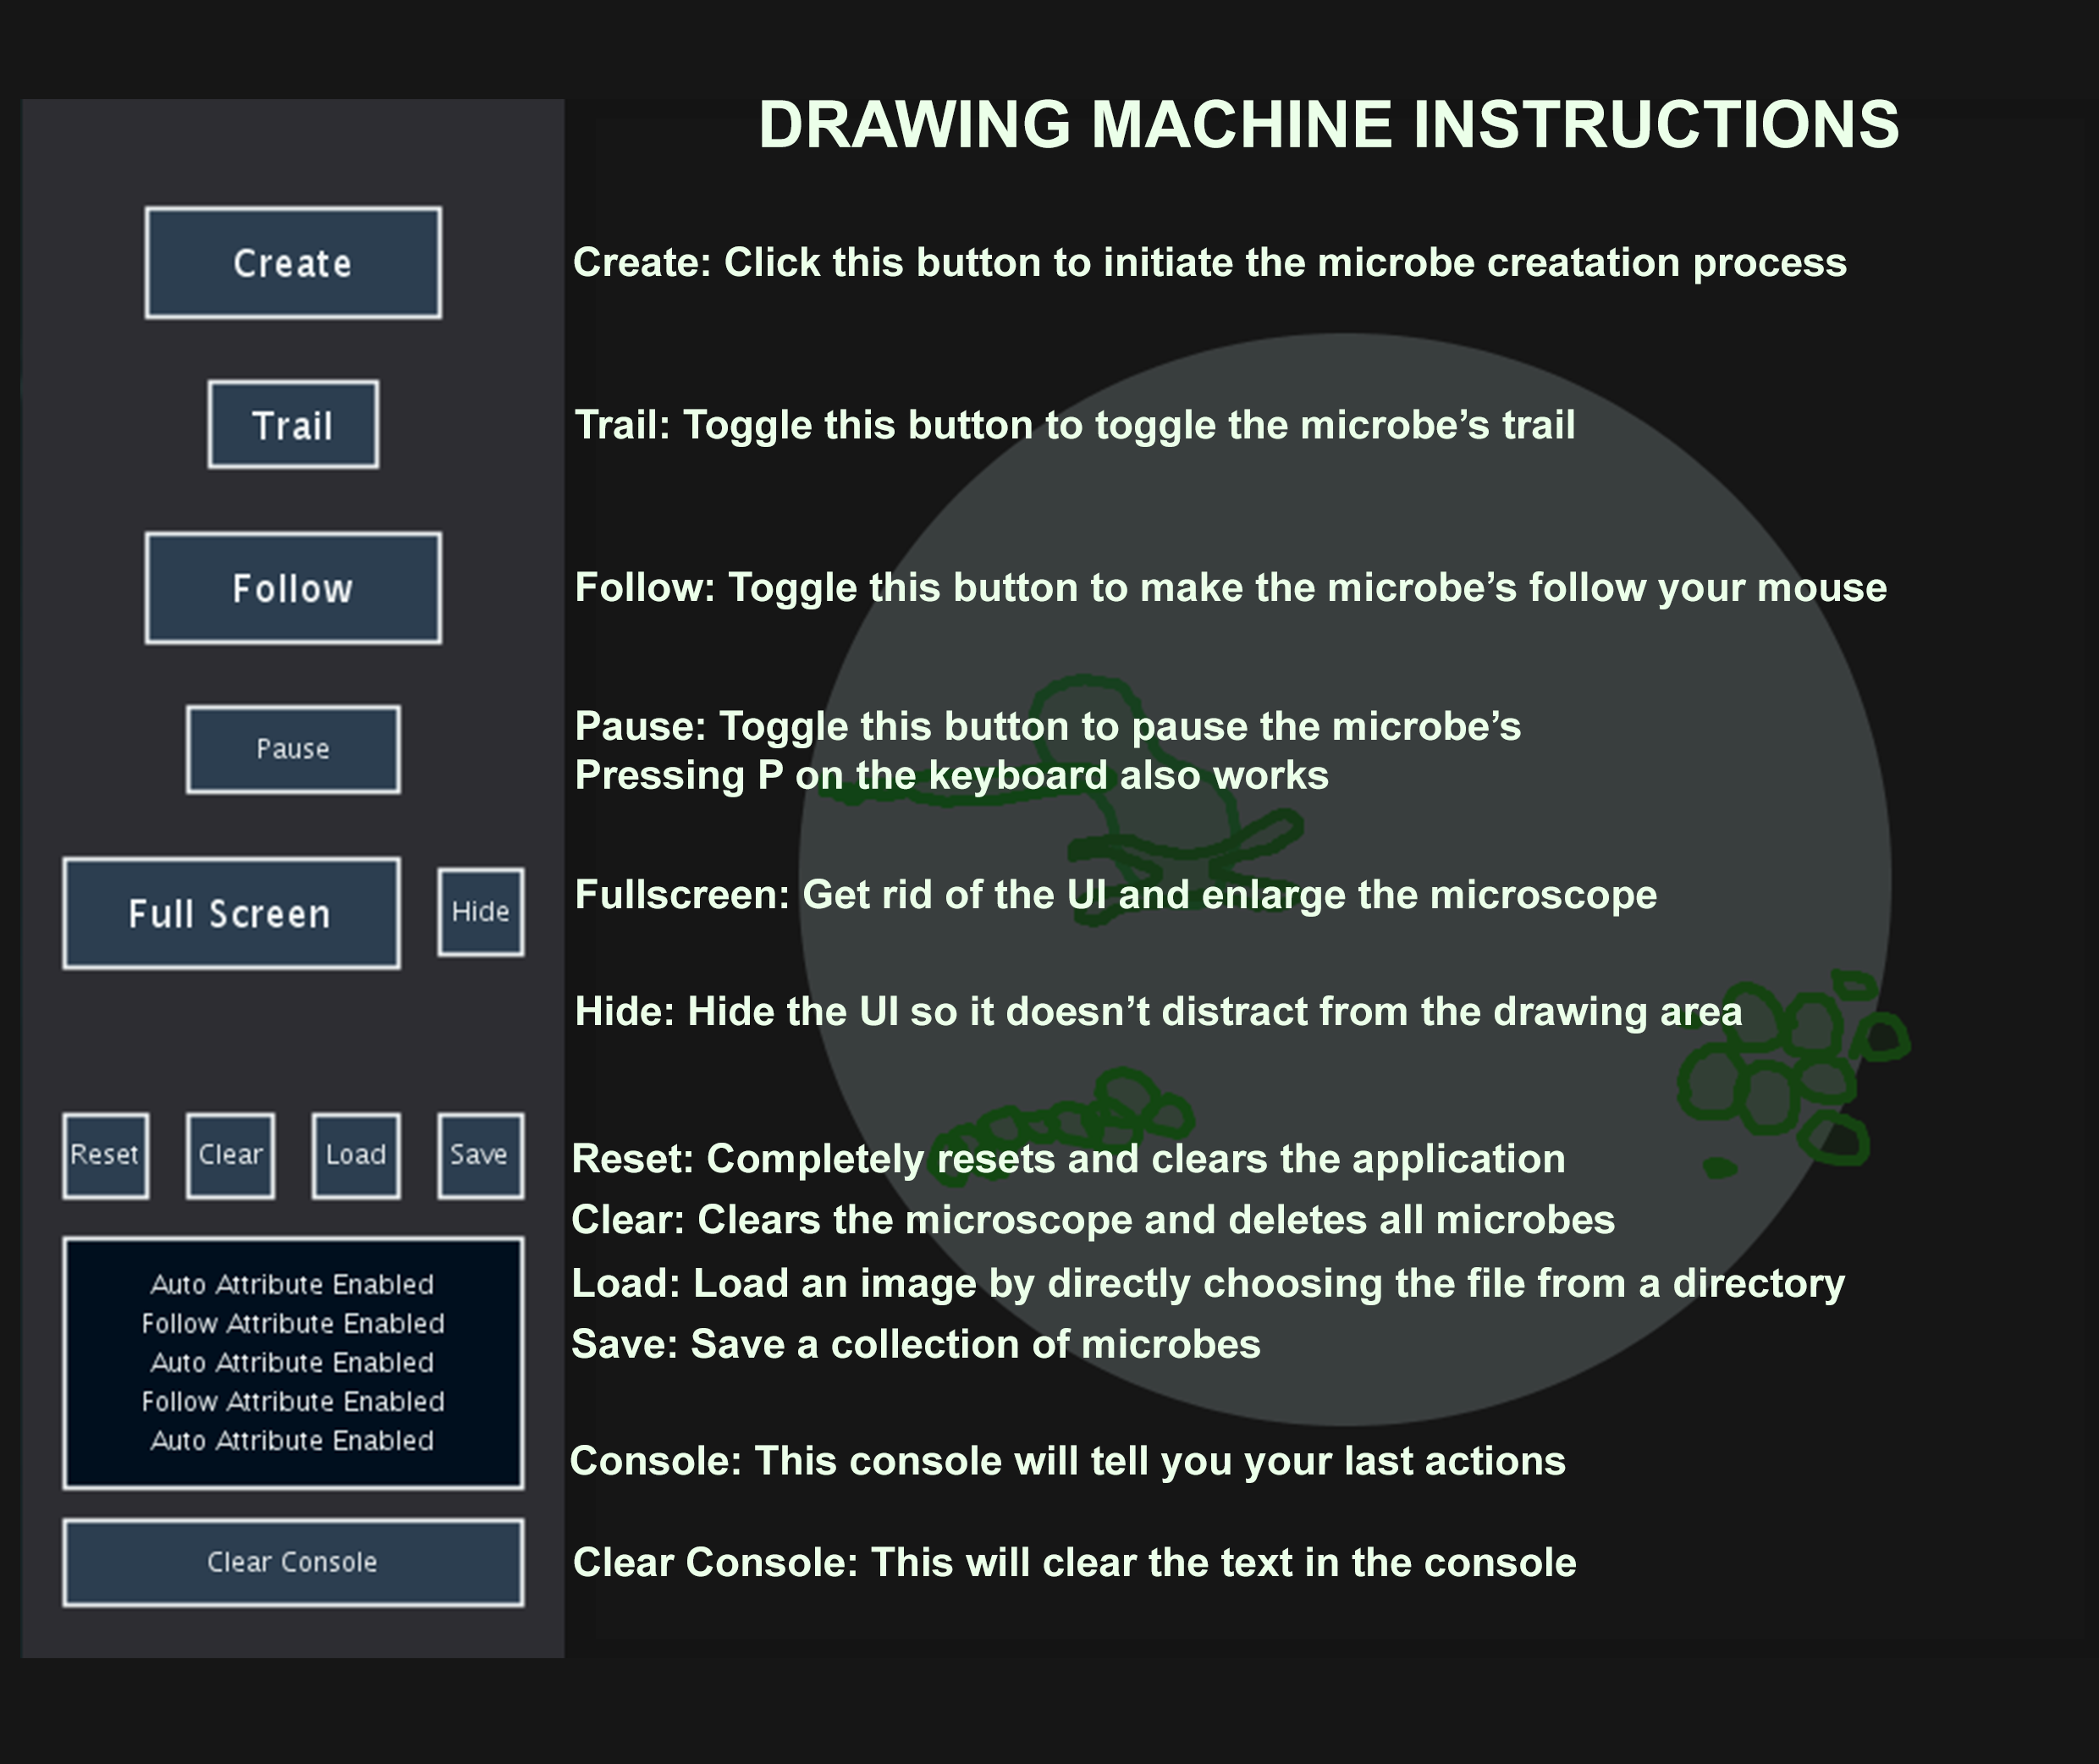 DRAWING MACHINE INSTRUCTIONS
Create
Create: Click this button to initiate the microbe creatation process
Trail
Trail: Toggle this button to toggle the microbe’s trail
Follow
Follow: Toggle this button to make the microbe’s follow your mouse
Pause
Pause: Toggle this button to pause the microbe’s
Pressing P on the keyboard also works
Full Screen
Hide
Fullscreen: Get rid of the UI and enlarge the microscope
Hide: Hide the UI so it doesn’t distract from the drawing area
Reset
Clear
Load
Save
Reset: Completely resets and clears the application
Clear: Clears the microscope and deletes all microbes
Load: Load an image by directly choosing the file from a directory
Save: Save a collection of microbes
Auto Attribute Enabled
Follow Attribute Enabled
Auto Attribute Enabled
Follow Attribute Enabled
Auto Attribute Enabled
Console: This console will tell you your last actions
Clear Console
Clear Console: This will clear the text in the console